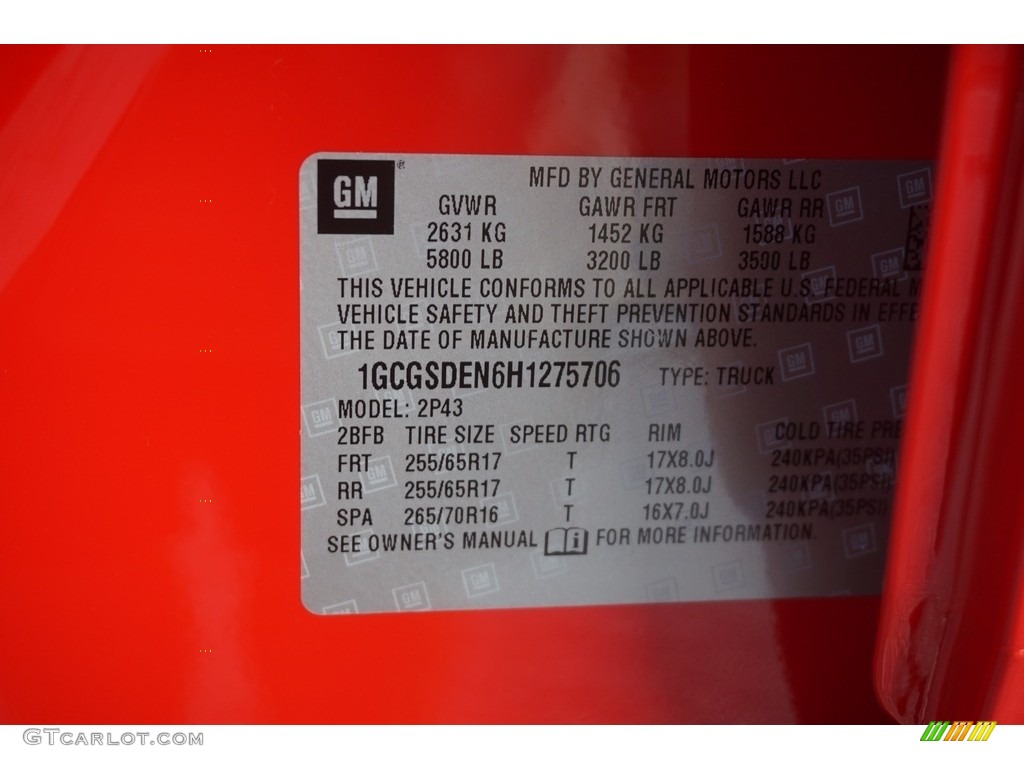 GM
MFD BY GENERAL MOTORS LLC
GVWR GAWR FRT GAWR RR
2631 KG 1452 KG 1588 KG
5800 LB 3200 LB 3500 LB
THIS VEHICLE CONFORMS TO ALL APPLICABLE U.S. FEDERAL M
VEHICLE SAFETY AND THEFT PREVENTION STANDARDS IN EFFE
THE DATE OF MANUFACTURE SHOWN ABOVE.
1GCGSDEN6H1275706 TYPE: TRUCK
MODEL: 2P43
2BFB TIRE SIZE SPEED RTG RIM COLD TIRE PRE
FRT 255/65R17 T 17X8.0J 240KPA(35PSI)
RR 255/65R17 T 17X8.0J 240KPA(35PSI)
SPA 265/70R16 T 16X7.0J 240KPA(35PSI)
SEE OWNER'S MANUAL i FOR MORE INFORMATION.
GTCARLOT.COM